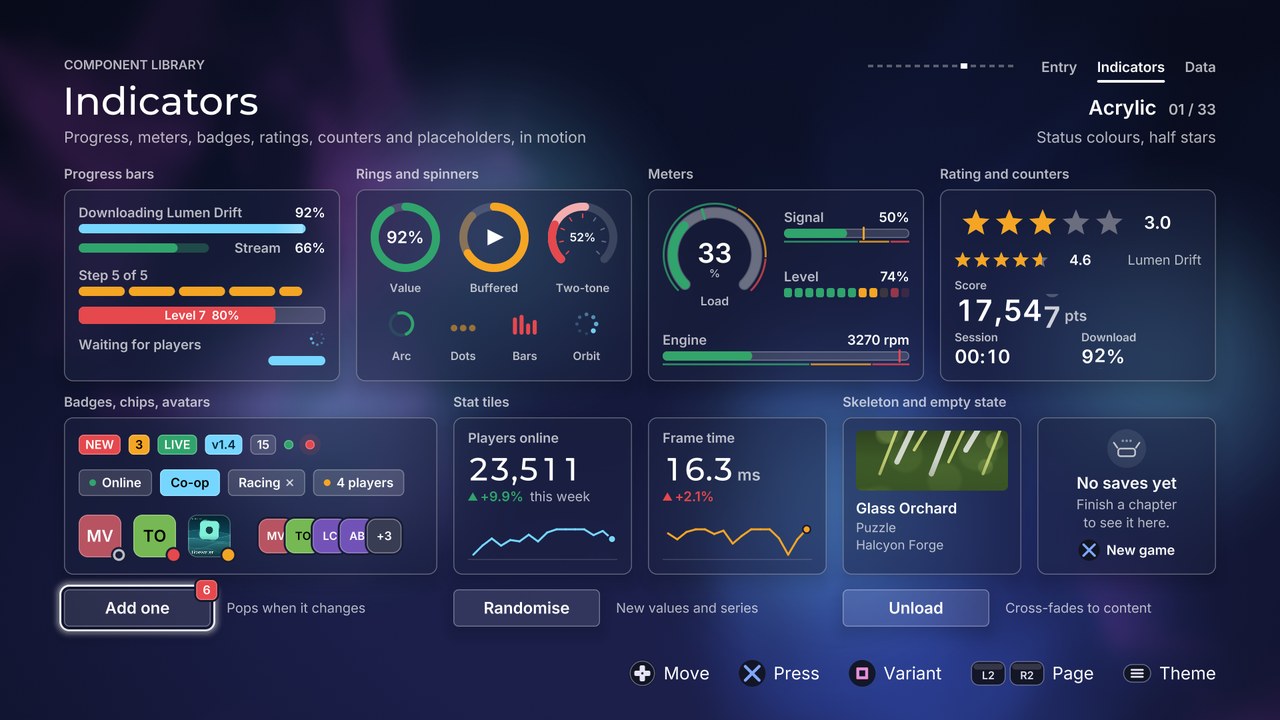 COMPONENT LIBRARY
Entry Indicators Data
Indicators
Acrylic 01 / 33
Progress, meters, badges, ratings, counters and placeholders, in motion
Status colours, half stars
Progress bars
Downloading Lumen Drift 92%
Stream 66%
Step 5 of 5
Level 7 80%
Waiting for players
Rings and spinners
92%
52%
Value
Buffered
Two-tone
Arc
Dots
Bars
Orbit
Meters
33
%
Load
Signal 50%
Level 74%
Engine 3270 rpm
Rating and counters
3.0
4.6 Lumen Drift
Score
17,547 pts
Session Download
00:10 92%
Badges, chips, avatars
NEW 3 LIVE v1.4 15
Online Co-op Racing × 4 players
MV TO MV TO LC AB +3
Stat tiles
Players online
23,511
+9.9% this week
Frame time
16.3 ms
+2.1%
Skeleton and empty state
Glass Orchard
Puzzle
Halcyon Forge
No saves yet
Finish a chapter
to see it here.
New game
Add one 6 Pops when it changes
Randomise New values and series
Unload Cross-fades to content
Move Press Variant L2 R2 Page Theme